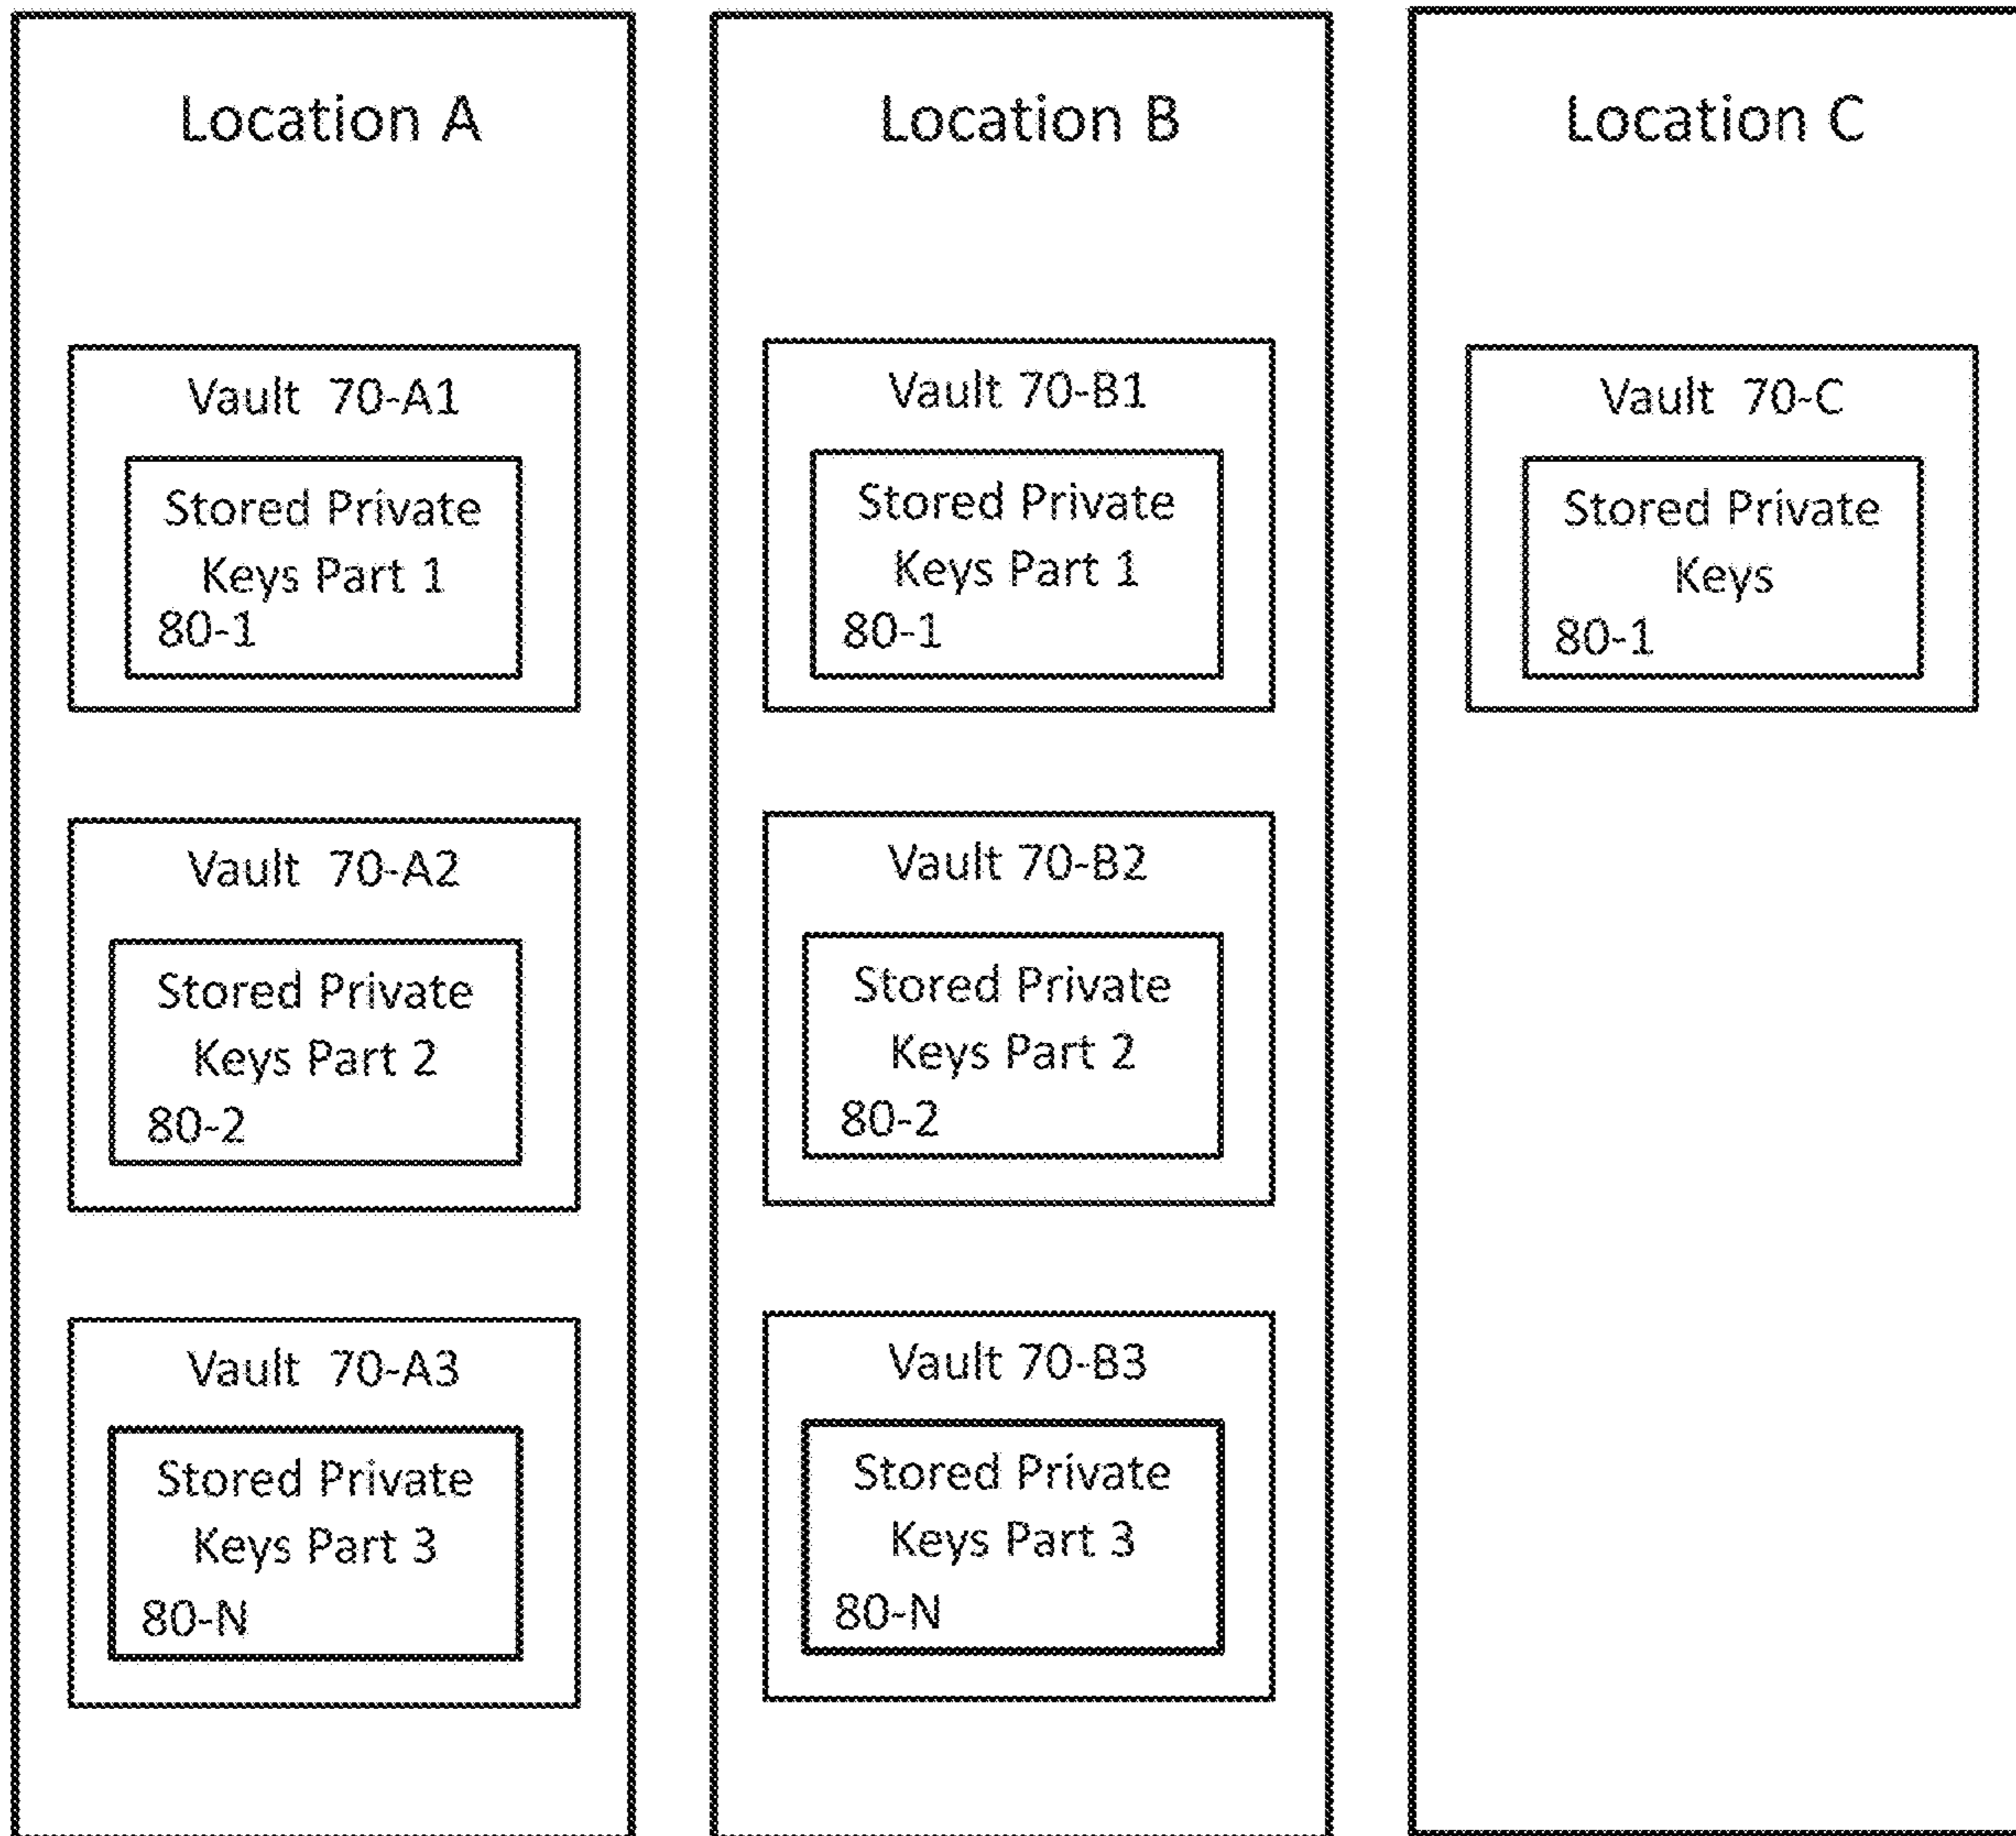 Location A
Vault 70-A1
Stored Private
Keys Part 1
80-1
Vault 70-A2
Stored Private
Keys Part 2
80-2
Vault 70-A3
Stored Private
Keys Part 3
80-N
Location B
Vault 70-B1
Stored Private
Keys Part 1
80-1
Vault 70-B2
Stored Private
Keys Part 2
80-2
Vault 70-B3
Stored Private
Keys Part 3
80-N
Location C
Vault 70-C
Stored Private
Keys
80-1